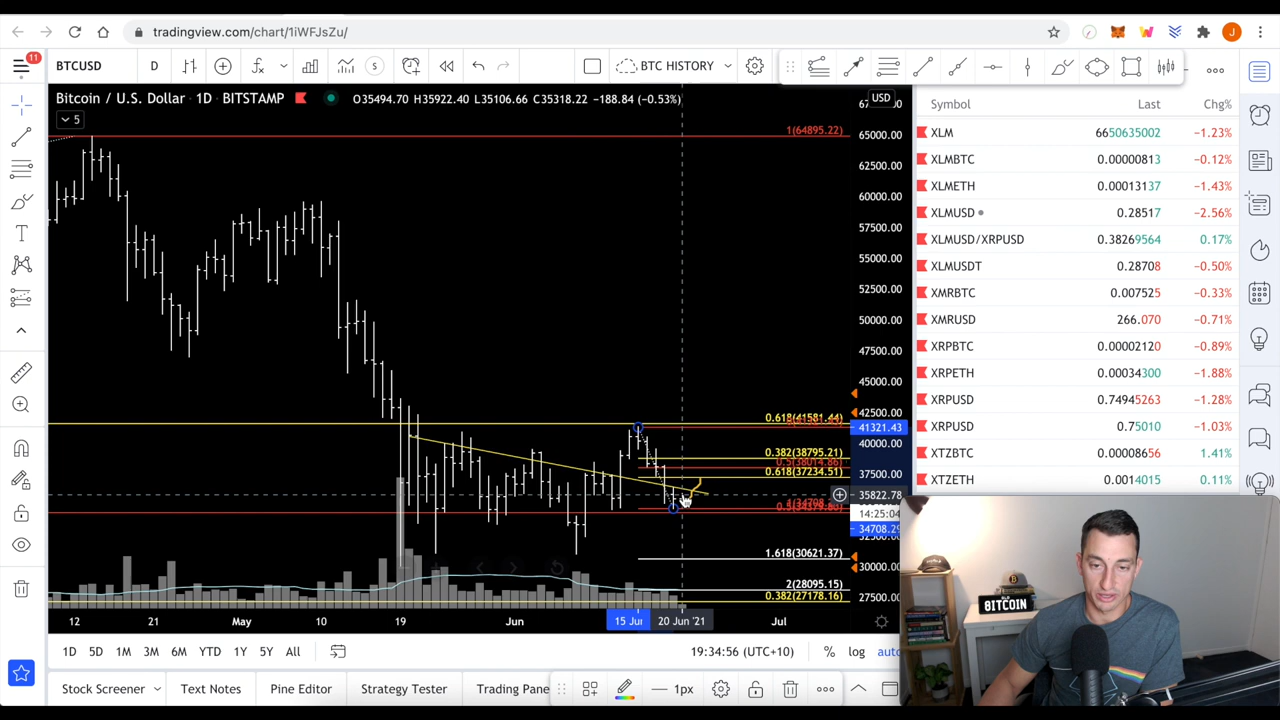 tradingview.com/chart/1iWFJsZu/
J
11
BTCUSD
D
S
BTC HISTORY
Bitcoin / U.S. Dollar · 1D · BITSTAMP
O35494.70 H35922.40 L35106.66 C35318.22 −188.84 (−0.53%)
5
USD
65000.00
62500.00
60000.00
57500.00
55000.00
52500.00
50000.00
47500.00
45000.00
42500.00
41321.43
40000.00
37500.00
35822.78
14:25:04
30000.00
27500.00
1(64895.22)
0.618(41581.44)
0.382(38795.21)
0.5(38014.86)
0.618(37234.51)
1.618(30621.37)
2(28095.15)
0.382(27178.16)
12
21
May
10
19
Jun
15 Jun
20 Jun '21
Jul
1D
5D
1M
3M
6M
YTD
1Y
5Y
All
19:34:56 (UTC+10)
%
log
Stock Screener
Text Notes
Pine Editor
Strategy Tester
Trading Pane
1px
Symbol Last Chg%
XLM 6650635002 −1.23%
XLMBTC 0.00000813 −0.12%
XLMETH 0.00013137 −1.43%
XLMUSD 0.28517 −2.56%
XLMUSD/XRPUSD 0.38269564 0.17%
XLMUSDT 0.28708 −0.50%
XMRBTC 0.007525 −0.33%
XMRUSD 266.070 −0.71%
XRPBTC 0.00002120 −0.89%
XRPETH 0.00034300 −1.88%
XRPUSD 0.74945263 −1.28%
XRPUSD 0.75010 −1.03%
XTZBTC 0.00008656 1.41%
XTZETH 0.0014015 0.11%
BITCOIN